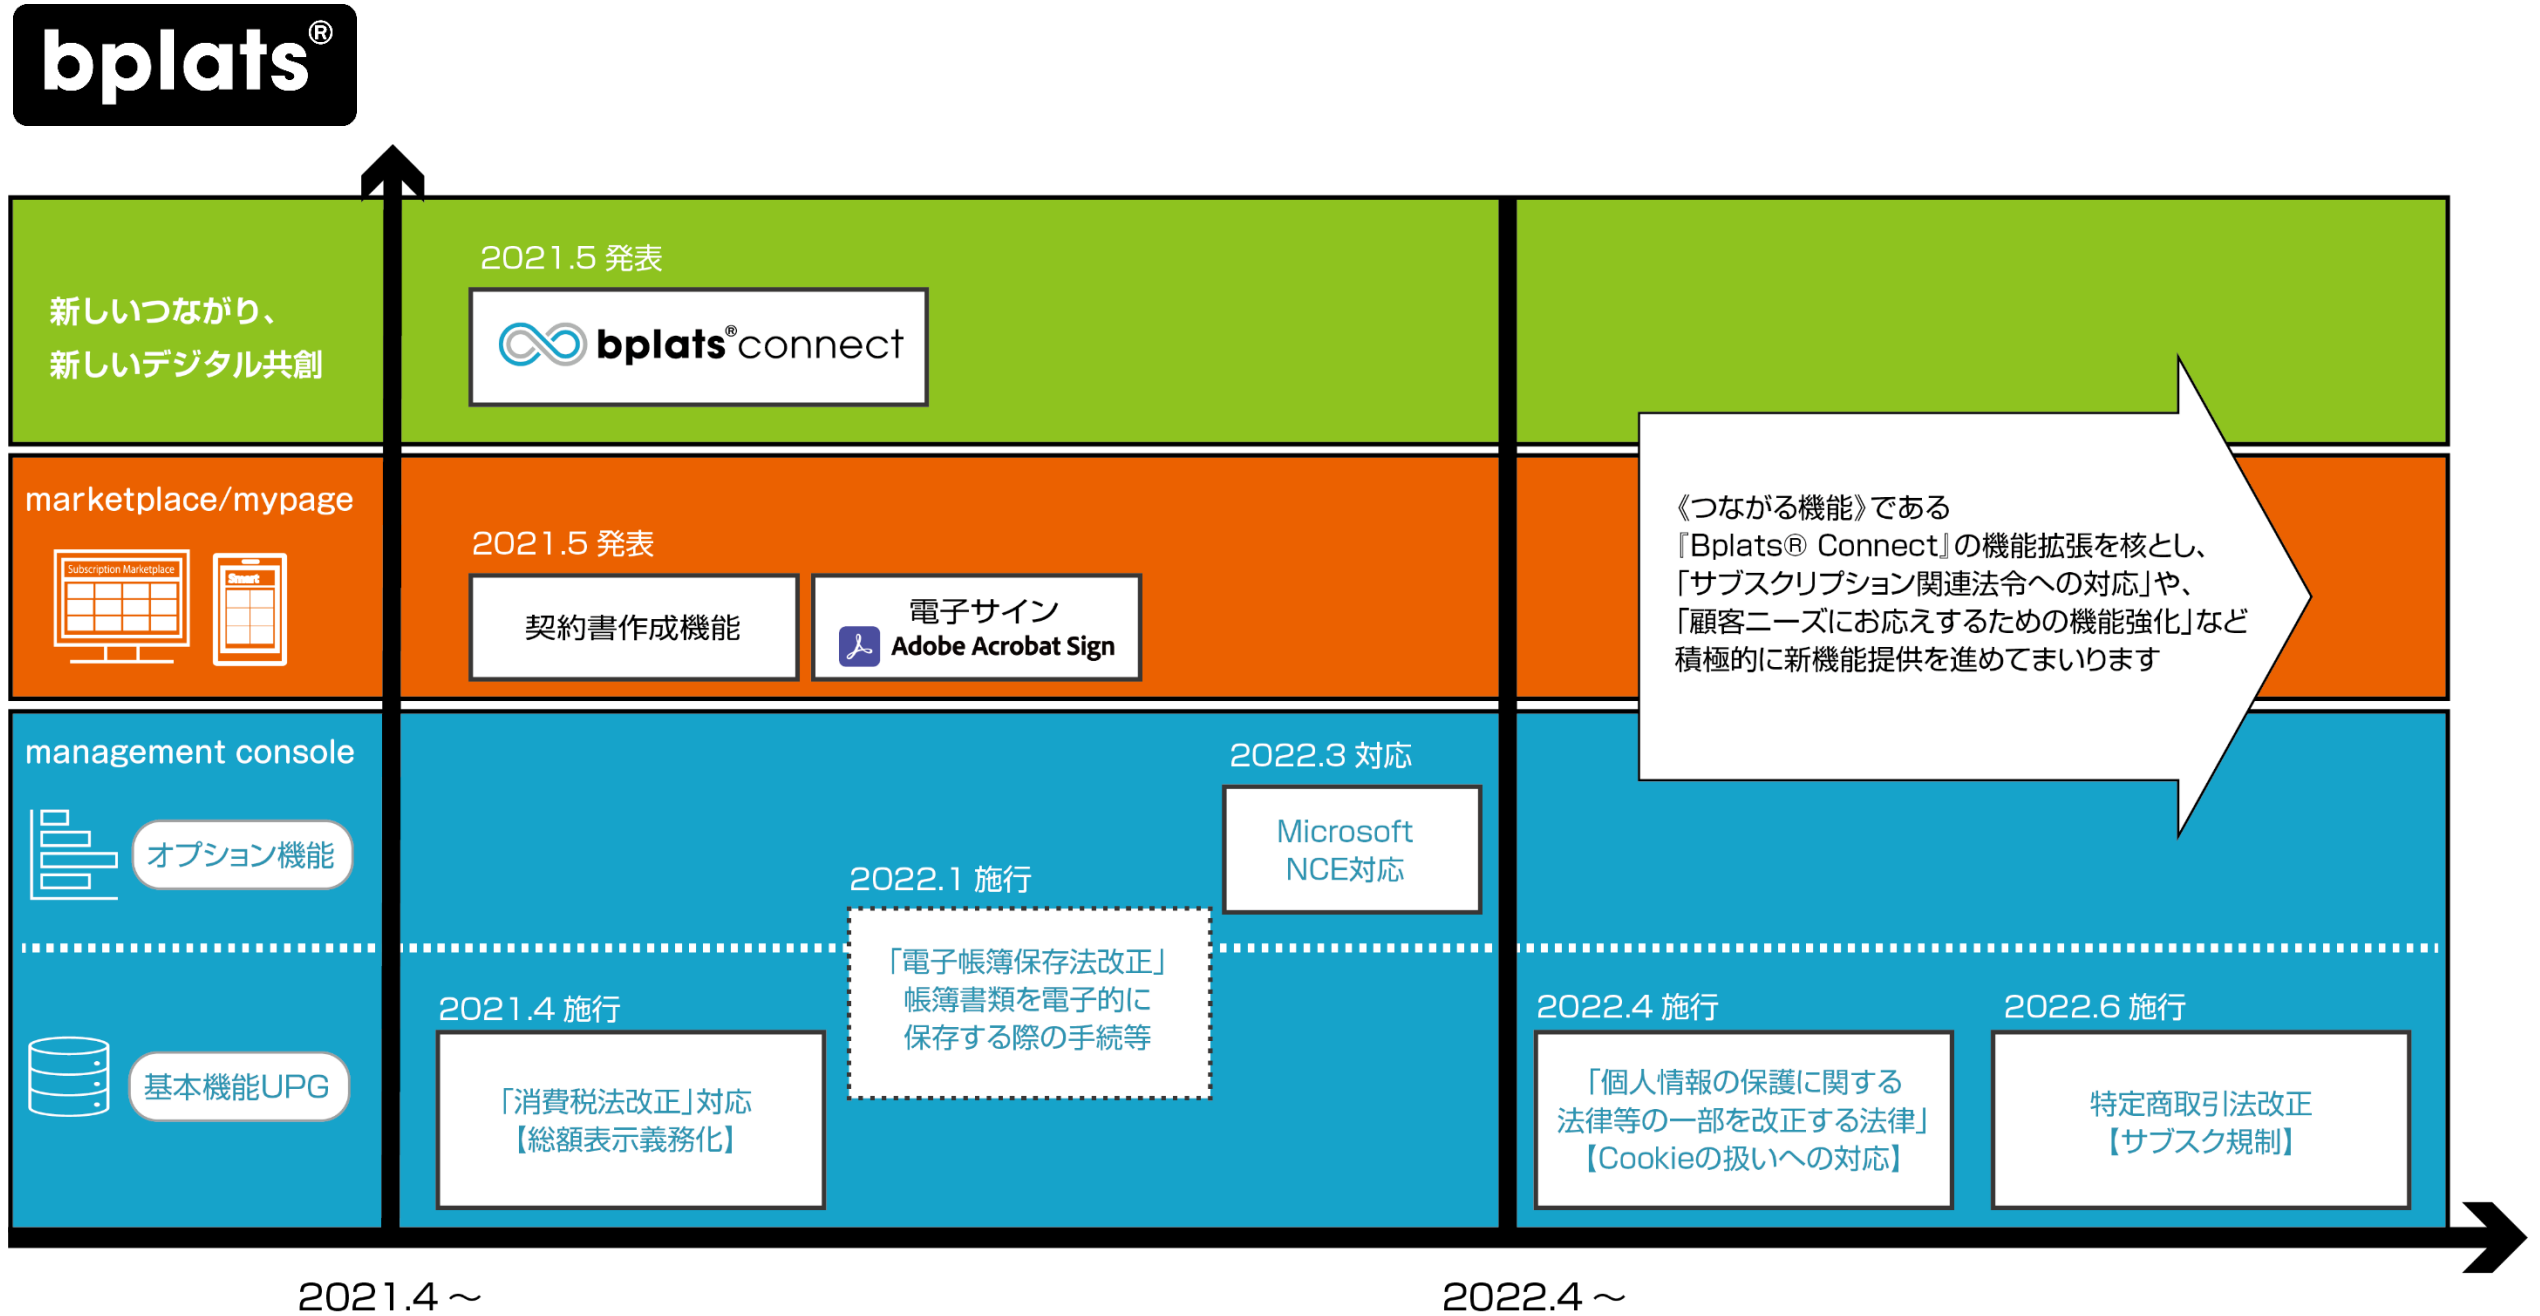 bplats®
新しいつながり、
新しいデジタル共創
2021.5 発表
bplats®connect
marketplace/mypage
Subscription Marketplace
Smart
2021.5 発表
契約書作成機能
電子サイン
Adobe Acrobat Sign
《つながる機能》である
『Bplats® Connect』の機能拡張を核とし、
「サブスクリプション関連法令への対応」や、
「顧客ニーズにお応えするための機能強化」など
積極的に新機能提供を進めてまいります
management console
オプション機能
2022.3 対応
Microsoft
NCE対応
2022.1 施行
「電子帳簿保存法改正」
帳簿書類を電子的に
保存する際の手続等
基本機能UPG
2021.4 施行
「消費税法改正」対応
【総額表示義務化】
2022.4 施行
「個人情報の保護に関する
法律等の一部を改正する法律」
【Cookieの扱いへの対応】
2022.6 施行
特定商取引法改正
【サブスク規制】
2021.4 ～
2022.4 ～